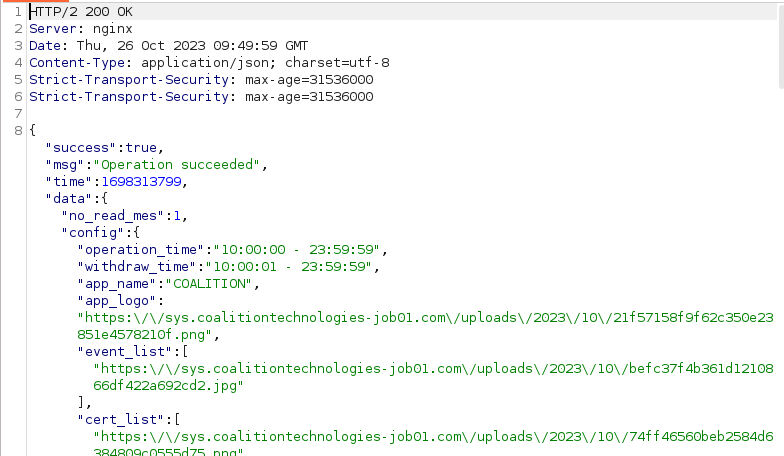 1 HTTP/2 200 OK
2 Server: nginx
3 Date: Thu, 26 Oct 2023 09:49:59 GMT
4 Content-Type: application/json; charset=utf-8
5 Strict-Transport-Security: max-age=31536000
6 Strict-Transport-Security: max-age=31536000
7
8 {
"success":true,
"msg":"Operation succeeded",
"time":1698313799,
"data":{
"no_read_mes":1,
"config":{
"operation_time":"10:00:00 - 23:59:59",
"withdraw_time":"10:00:01 - 23:59:59",
"app_name":"COALITION",
"app_logo":
"https:\/\/sys.coalitiontechnologies-job01.com\/uploads\/2023\/10\/21f57158f9f62c350e23
851e4578210f.png",
"event_list":[
"https:\/\/sys.coalitiontechnologies-job01.com\/uploads\/2023\/10\/befc37f4b361d12108
66df422a692cd2.jpg"
],
"cert_list":[
"https:\/\/sys.coalitiontechnologies-job01.com\/uploads\/2023\/10\/74ff46560beb2584d6
384809c0555d75.png"